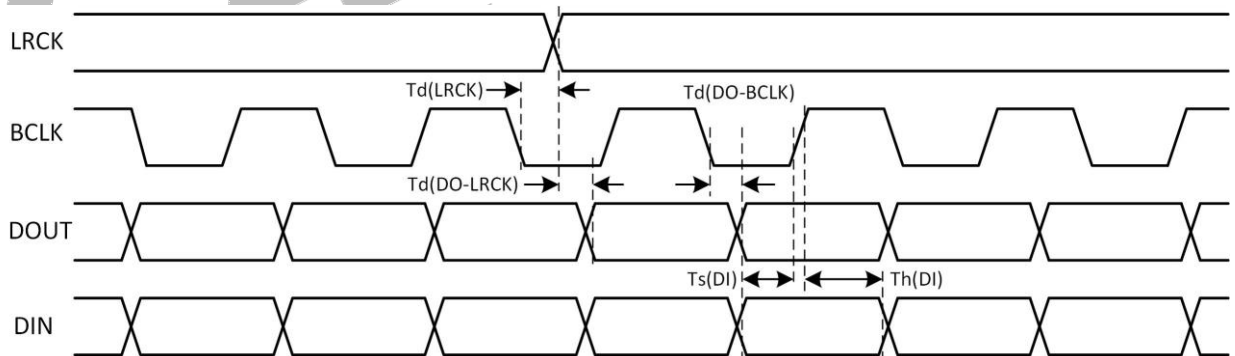 LRCK
Td(LRCK)
Td(DO-BCLK)
BCLK
Td(DO-LRCK)
DOUT
Ts(DI)
Th(DI)
DIN